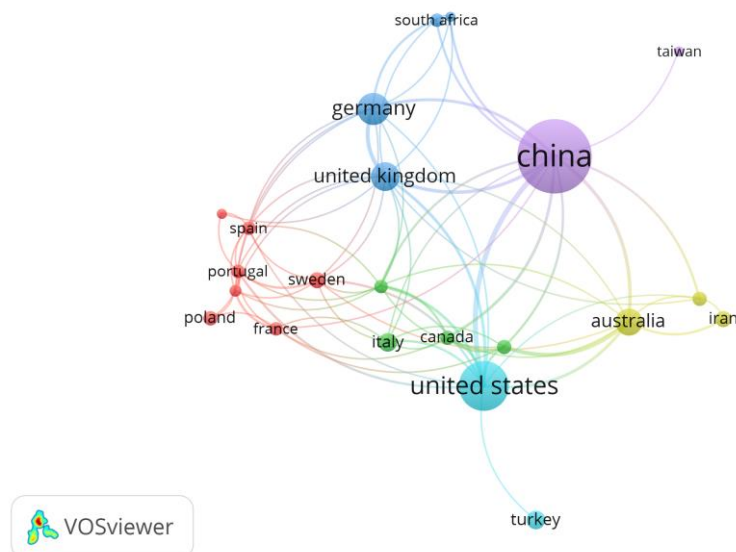 south africa
taiwan
germany
china
united kingdom
spain
portugal
sweden
poland
france
italy
canada
australia
iran
united states
turkey
VOSviewer